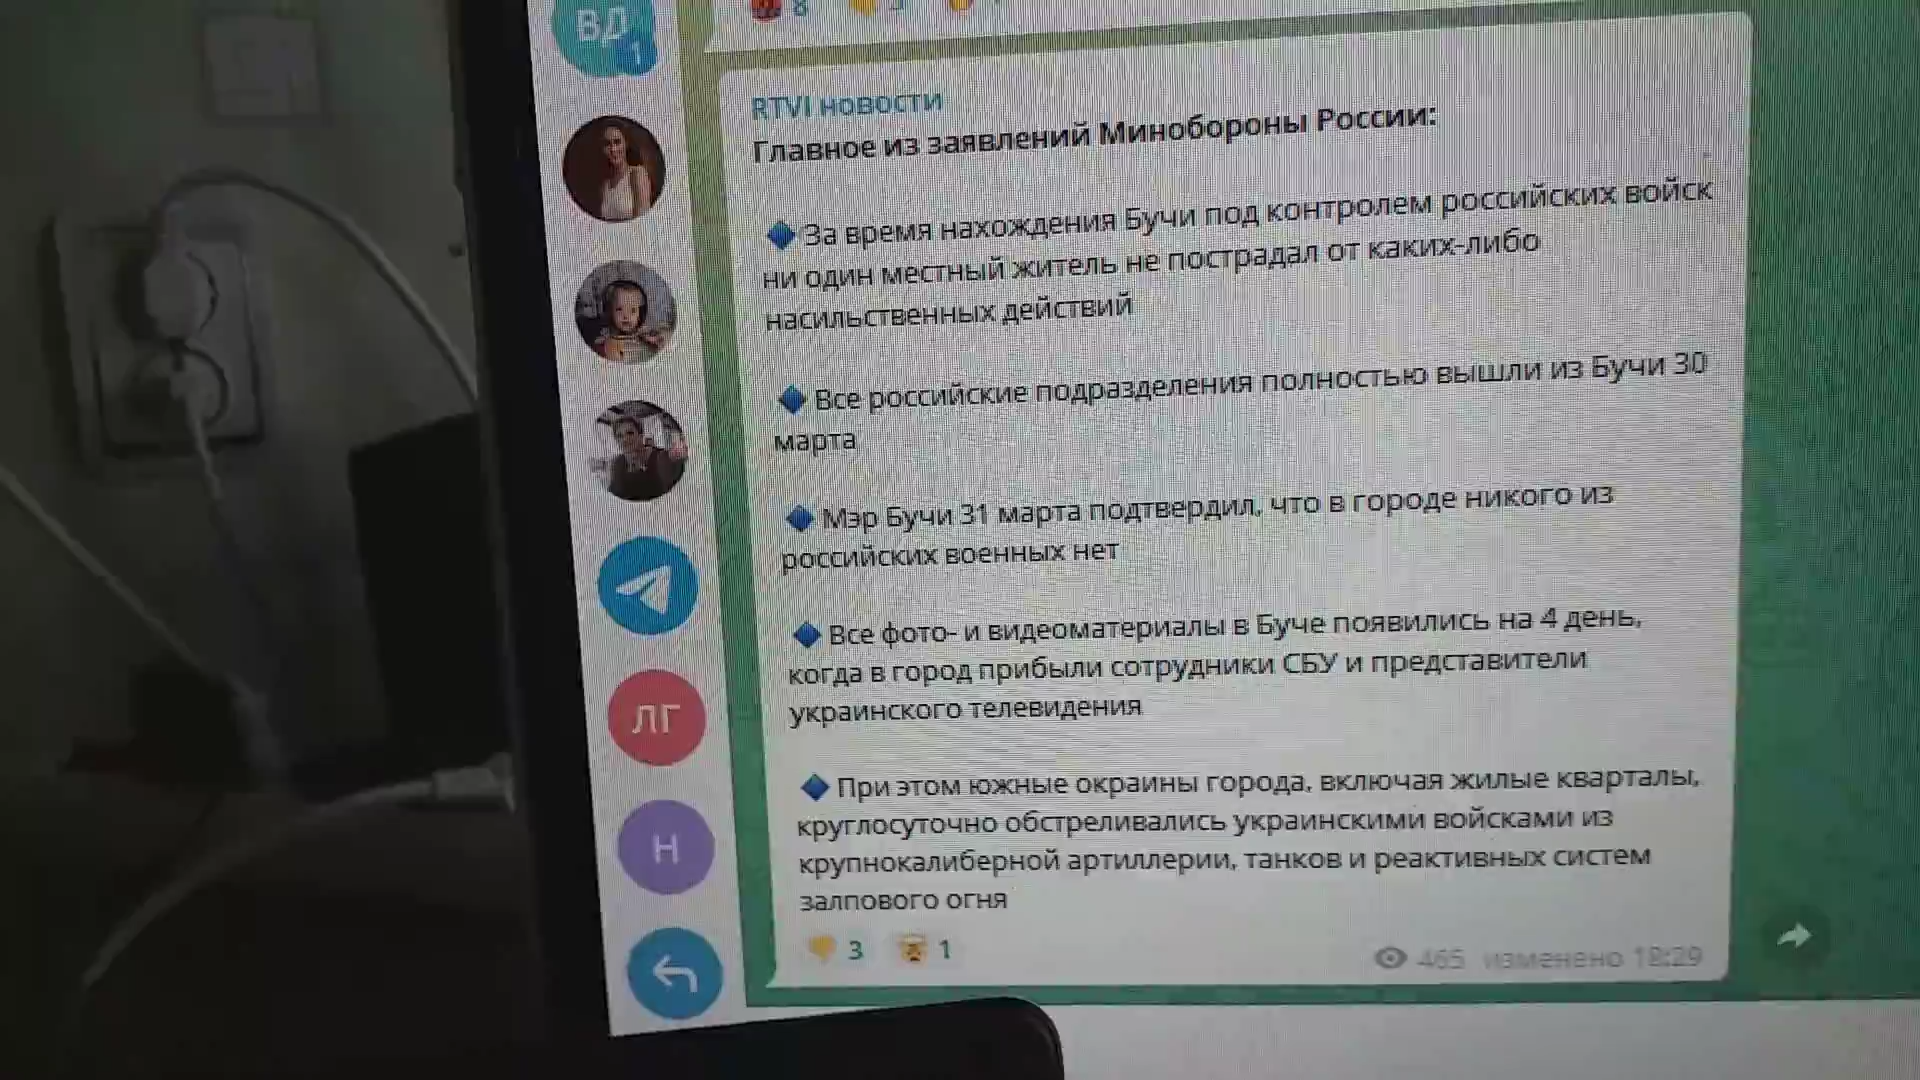 8
ВД
1
RTVI новости
Главное из заявлений Минобороны России:
За время нахождения Бучи под контролем российских войск
ни один местный житель не пострадал от каких-либо
насильственных действий
Все российские подразделения полностью вышли из Бучи 30
марта
Мэр Бучи 31 марта подтвердил, что в городе никого из
российских военных нет
Все фото- и видеоматериалы в Буче появились на 4 день,
когда в город прибыли сотрудники СБУ и представители
украинского телевидения
ЛГ
При этом южные окраины города, включая жилые кварталы,
круглосуточно обстреливались украинскими войсками из
крупнокалиберной артиллерии, танков и реактивных систем
залпового огня
Н
3 1
465 изменено 18:29